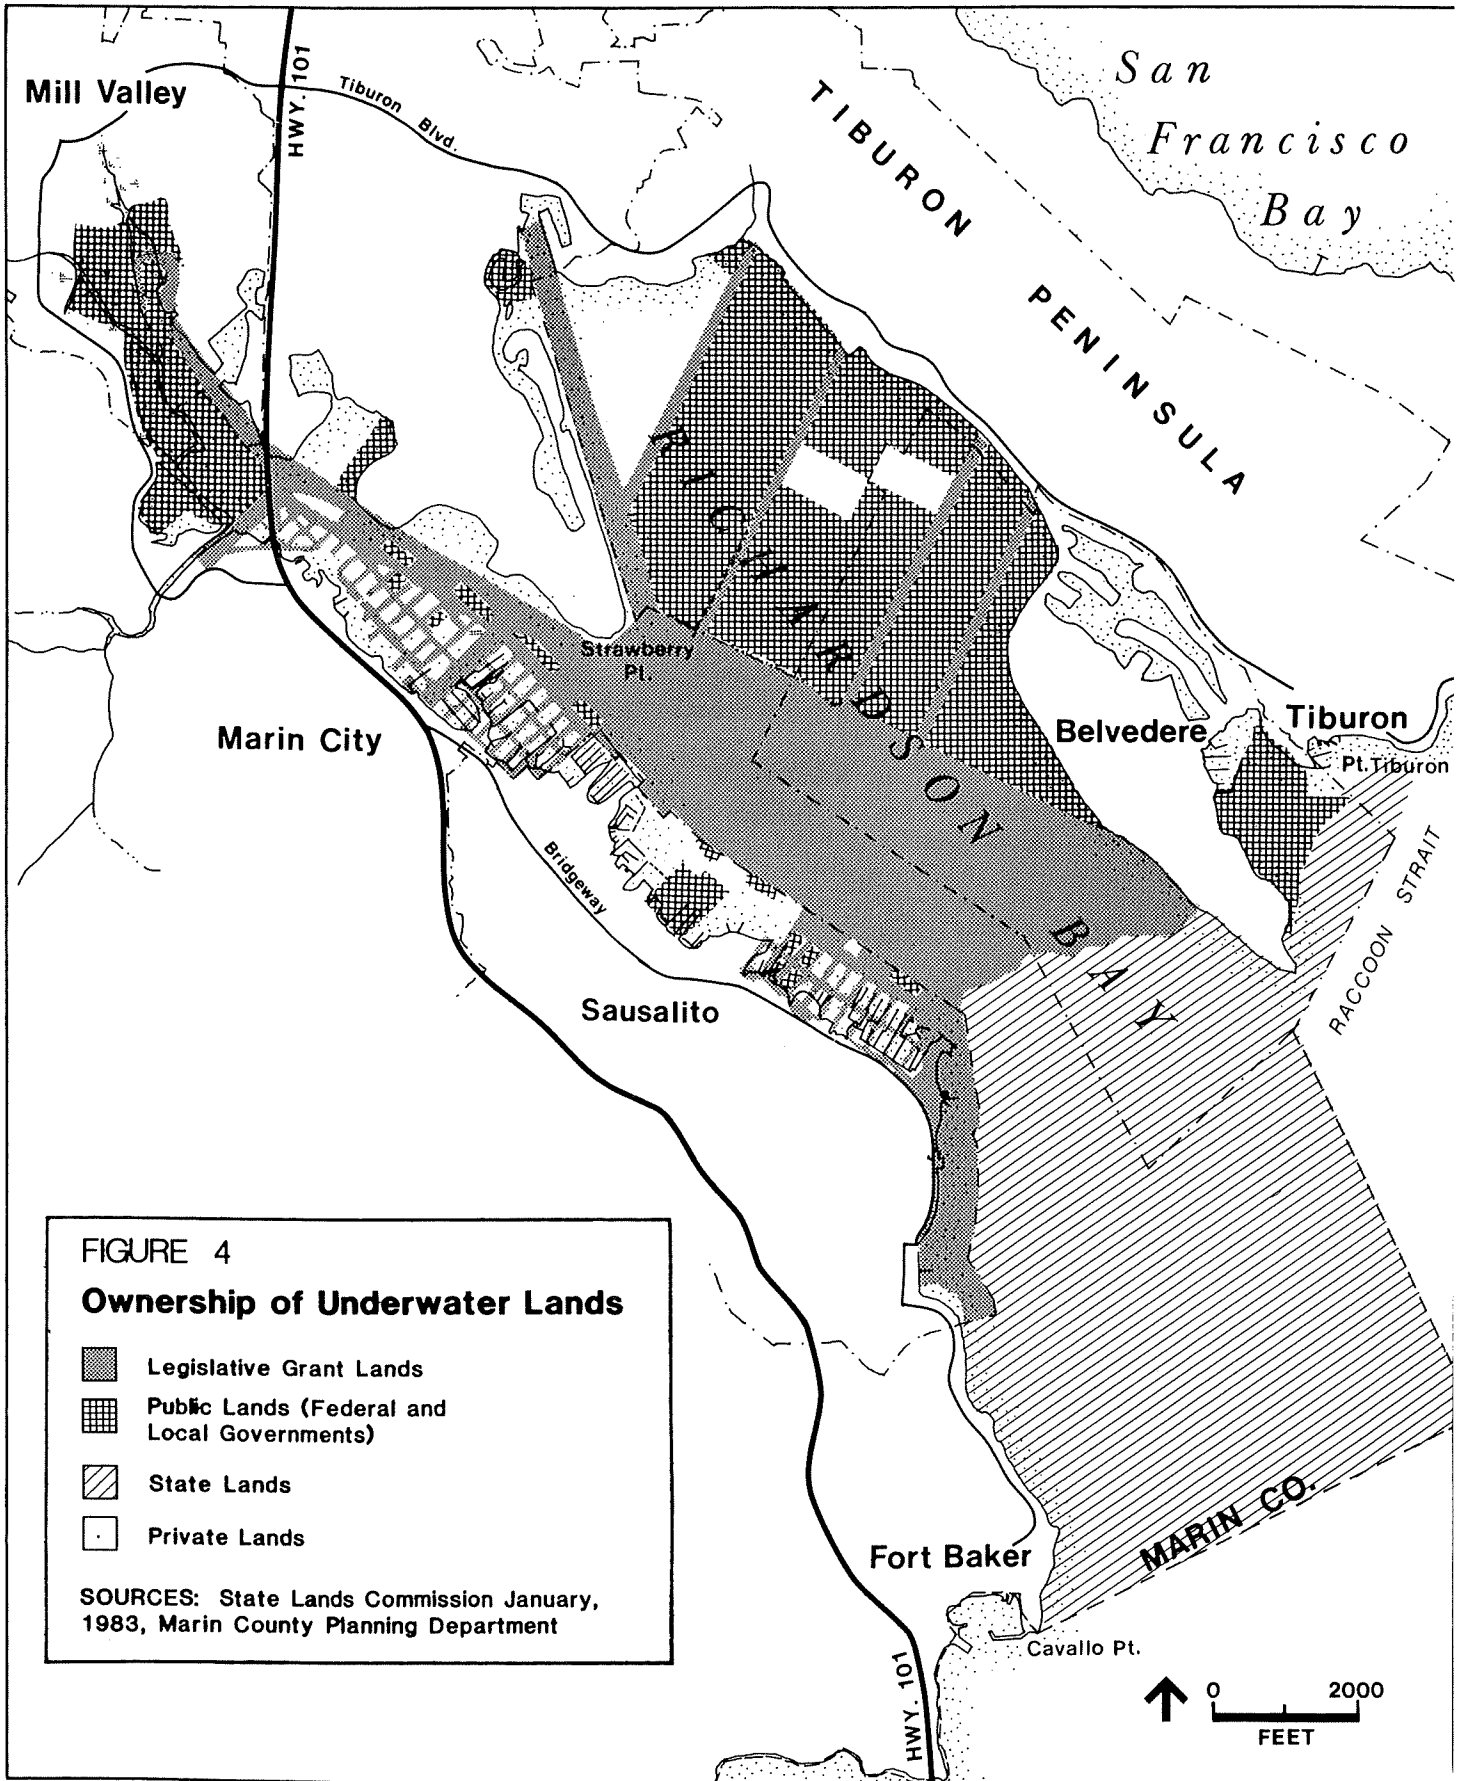 San
Francisco
Bay
Mill Valley
HWY. 101
Tiburon
Blvd.
TIBURON
PENINSULA
RICHARDSON
BAY
Strawberry
Pt.
Marin City
Belvedere
Tiburon
Pt. Tiburon
RACCOON STRAIT
Bridgeway
Sausalito
FIGURE 4
Ownership of Underwater Lands
Legislative Grant Lands
Public Lands (Federal and
Local Governments)
State Lands
Private Lands
SOURCES: State Lands Commission January,
1983, Marin County Planning Department
Fort Baker
MARIN CO.
Cavallo Pt.
HWY. 101
0 2000
FEET